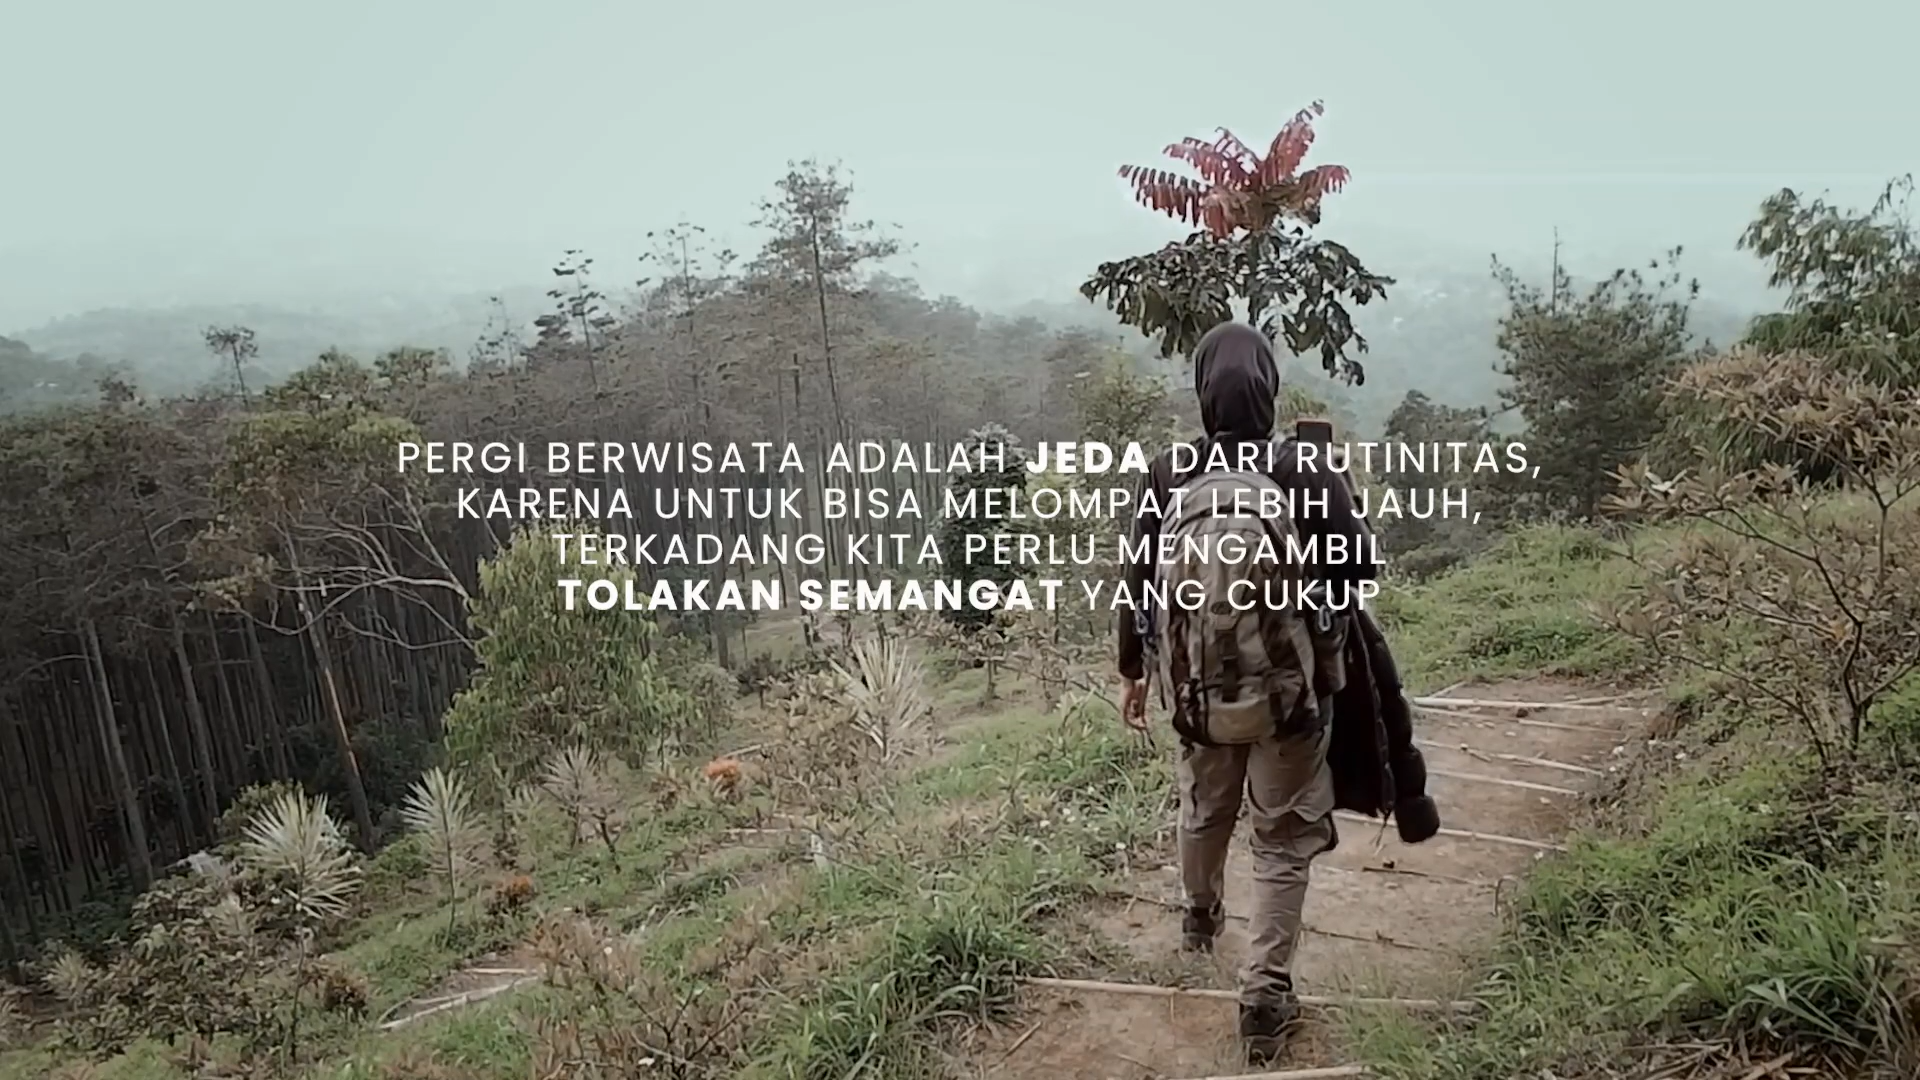 PERGI BERWISATA ADALAH JEDA DARI RUTINITAS,
KARENA UNTUK BISA MELOMPAT LEBIH JAUH,
TERKADANG KITA PERLU MENGAMBIL
TOLAKAN SEMANGAT YANG CUKUP